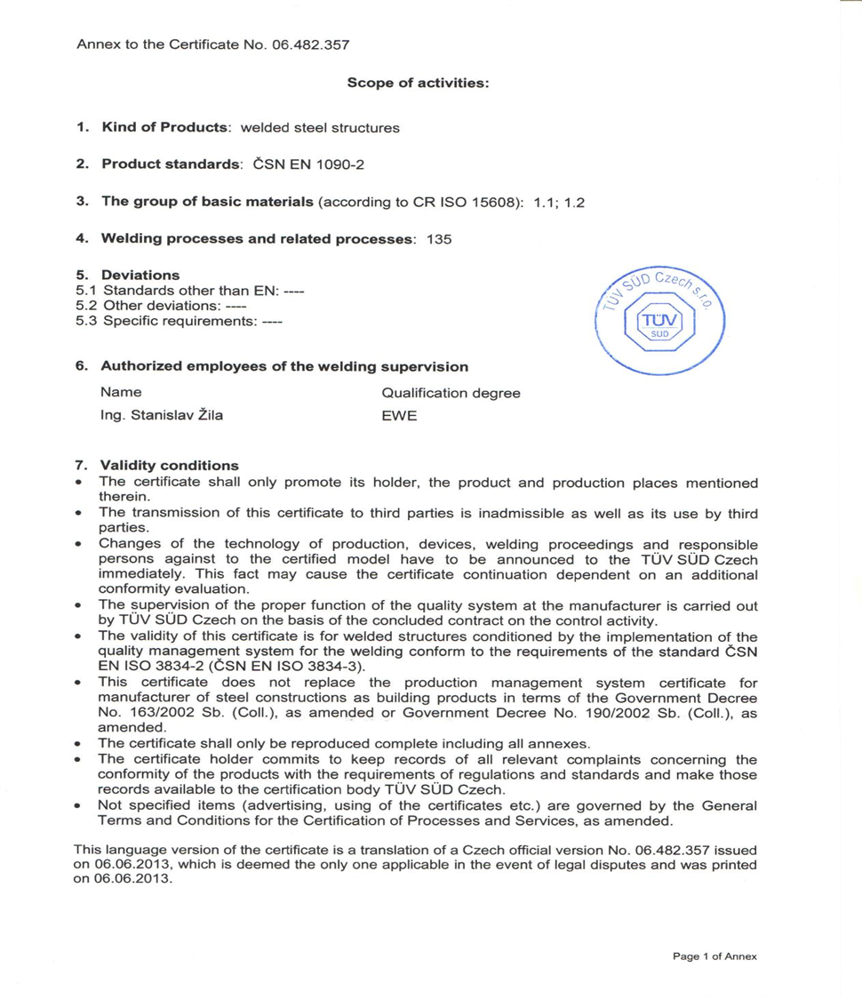 Annex to the Certificate No. 06.482.357
Scope of activities:
1. Kind of Products: welded steel structures
2. Product standards: ČSN EN 1090-2
3. The group of basic materials (according to CR ISO 15608): 1.1; 1.2
4. Welding processes and related processes: 135
5. Deviations
5.1 Standards other than EN: ----
5.2 Other deviations: ----
5.3 Specific requirements: ----
TÜV SÜD Czech s.r.o.
TÜV
SÜD
6. Authorized employees of the welding supervision
Name Qualification degree
Ing. Stanislav Žila EWE
7. Validity conditions
• The certificate shall only promote its holder, the product and production places mentioned
therein.
• The transmission of this certificate to third parties is inadmissible as well as its use by third
parties.
• Changes of the technology of production, devices, welding proceedings and responsible
persons against to the certified model have to be announced to the TÜV SÜD Czech
immediately. This fact may cause the certificate continuation dependent on an additional
conformity evaluation.
• The supervision of the proper function of the quality system at the manufacturer is carried out
by TÜV SÜD Czech on the basis of the concluded contract on the control activity.
• The validity of this certificate is for welded structures conditioned by the implementation of the
quality management system for the welding conform to the requirements of the standard ČSN
EN ISO 3834-2 (ČSN EN ISO 3834-3).
• This certificate does not replace the production management system certificate for
manufacturer of steel constructions as building products in terms of the Government Decree
No. 163/2002 Sb. (Coll.), as amended or Government Decree No. 190/2002 Sb. (Coll.), as
amended.
• The certificate shall only be reproduced complete including all annexes.
• The certificate holder commits to keep records of all relevant complaints concerning the
conformity of the products with the requirements of regulations and standards and make those
records available to the certification body TÜV SÜD Czech.
• Not specified items (advertising, using of the certificates etc.) are governed by the General
Terms and Conditions for the Certification of Processes and Services, as amended.
This language version of the certificate is a translation of a Czech official version No. 06.482.357 issued
on 06.06.2013, which is deemed the only one applicable in the event of legal disputes and was printed
on 06.06.2013.
Page 1 of Annex